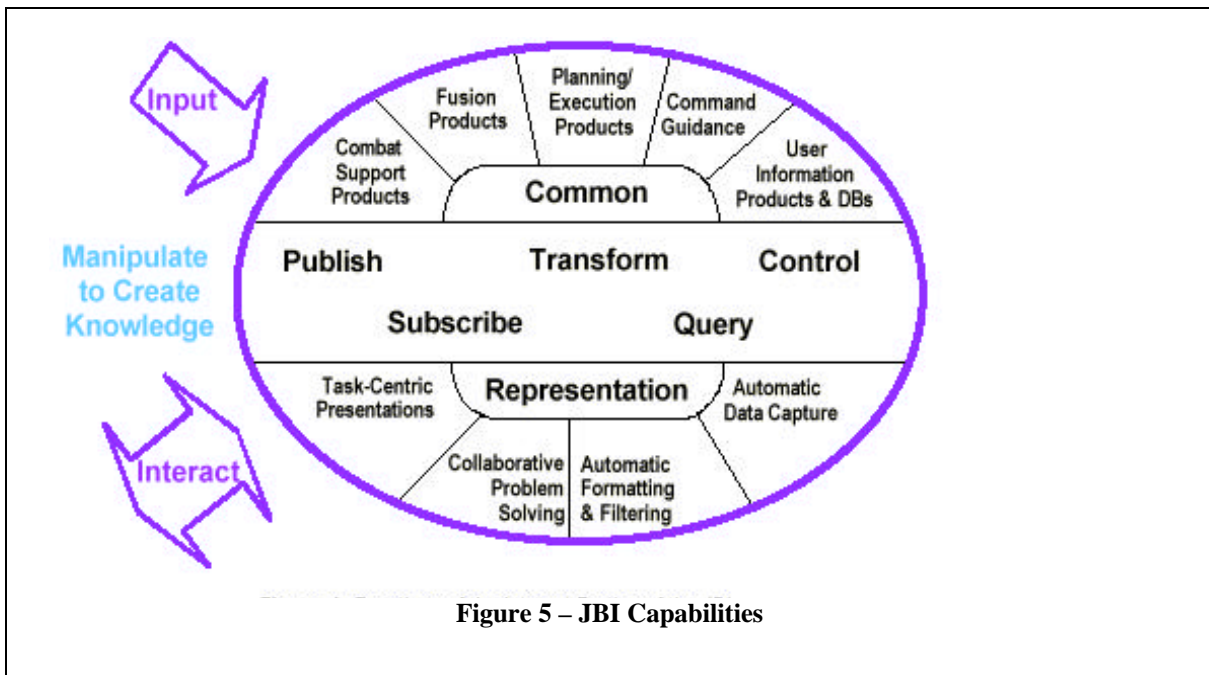 Input
Combat
Support
Products
Fusion
Products
Planning/
Execution
Products
Command
Guidance
User
Information
Products & DBs
Common
Manipulate
to Create
Knowledge
Publish Transform Control
Subscribe Query
Interact
Task-Centric
Presentations
Representation
Automatic
Data Capture
Collaborative
Problem
Solving
Automatic
Formatting
& Filtering
Figure 5 – JBI Capabilities